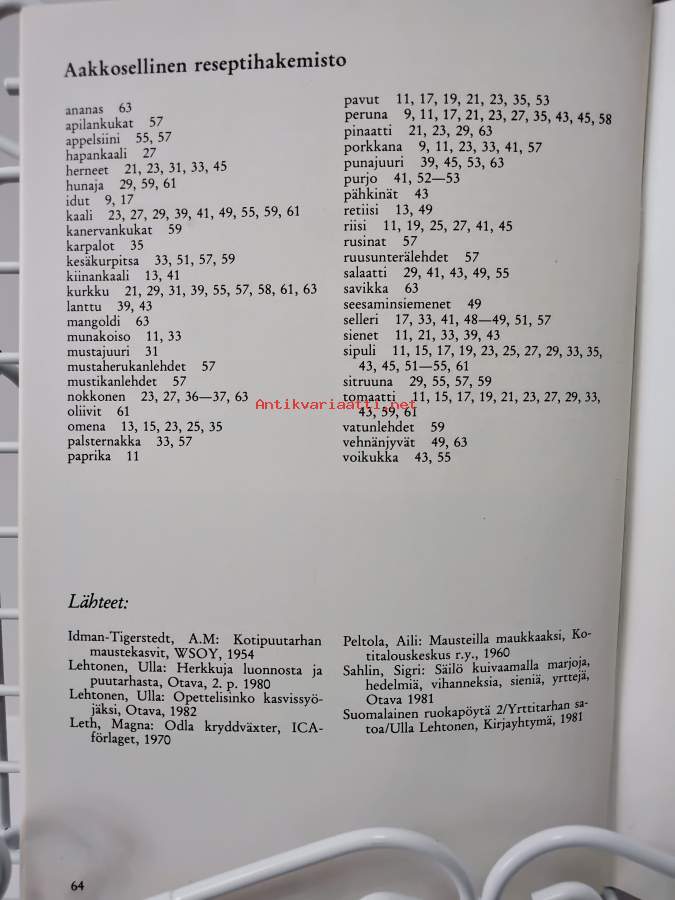 Aakkosellinen reseptihakemisto
ananas 63
apilankukat 57
appelsiini 55, 57
hapankaali 27
herneet 21, 23, 31, 33, 45
hunaja 29, 59, 61
idut 9, 17
kaali 23, 27, 29, 39, 41, 49, 55, 59, 61
kanervankukat 59
karpalot 35
kesäkurpitsa 33, 51, 57, 59
kiinankaali 13, 41
kurkku 21, 29, 31, 39, 55, 57, 58, 61, 63
lanttu 39, 43
mangoldi 63
munakoiso 11, 33
mustajuuri 31
mustaherukanlehdet 57
mustikanlehdet 57
nokkonen 23, 27, 36—37, 63
oliivit 61
omena 13, 15, 23, 25, 35
palsternakka 33, 57
paprika 11
pavut 11, 17, 19, 21, 23, 35, 53
peruna 9, 11, 17, 21, 23, 27, 35, 43, 45, 58
pinaatti 21, 23, 29, 63
porkkana 9, 11, 23, 33, 41, 57
punajuuri 39, 45, 53, 63
purjo 41, 52—53
pähkinät 43
retiisi 13, 49
riisi 11, 19, 25, 27, 41, 45
rusinat 57
ruusunterälehdet 57
salaatti 29, 41, 43, 49, 55
savikka 63
seesaminsiemenet 49
selleri 17, 33, 41, 48—49, 51, 57
sienet 11, 21, 33, 39, 43
sipuli 11, 15, 17, 19, 23, 25, 27, 29, 33, 35,
43, 45, 51—55, 61
sitruuna 29, 55, 57, 59
tomaatti 11, 15, 17, 19, 21, 23, 27, 29, 33,
43, 59, 61
vatunlehdet 59
vehnänjyvät 49, 63
voikukka 43, 55
Antikvariaatti.net
Lähteet:
Idman-Tigerstedt, A.M: Kotipuutarhan
maustekasvit, WSOY, 1954
Lehtonen, Ulla: Herkkuja luonnosta ja
puutarhasta, Otava, 2. p. 1980
Lehtonen, Ulla: Opettelisinko kasvissyö-
jäksi, Otava, 1982
Leth, Magna: Odla kryddväxter, ICA-
förlaget, 1970
Peltola, Aili: Mausteilla maukkaaksi, Ko-
titalouskeskus r.y., 1960
Sahlin, Sigri: Säilö kuivaamalla marjoja,
hedelmiä, vihanneksia, sieniä, yrttejä,
Otava 1981
Suomalainen ruokapöytä 2/Yrttitarhan sa-
toa/Ulla Lehtonen, Kirjayhtymä, 1981
64